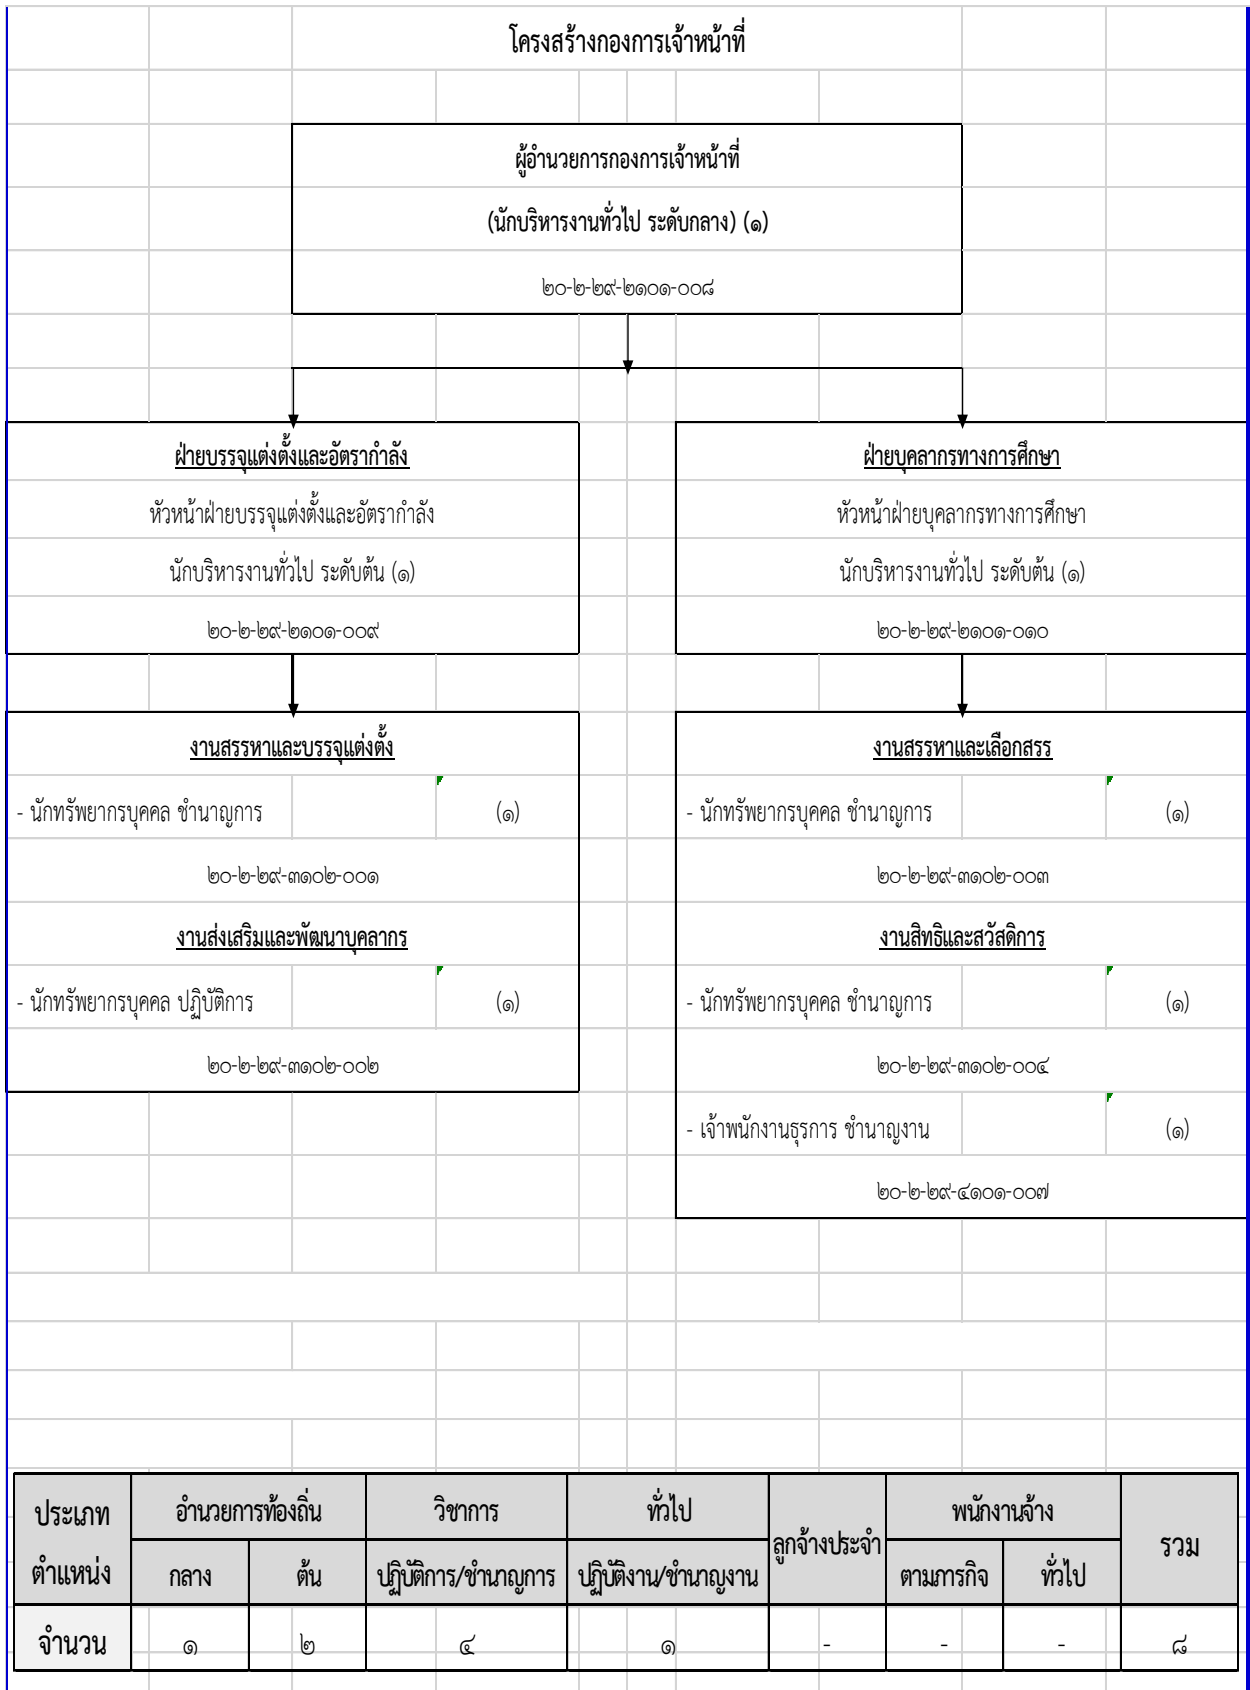 โครงสร้างกองการเจ้าหน้าที่
ผู้อำนวยการกองการเจ้าหน้าที่
(นักบริหารงานทั่วไป ระดับกลาง) (๑)
๒๐-๒-๒๙-๒๑๐๑-๐๐๘
ฝ่ายบรรจุแต่งตั้งและอัตรากำลัง
หัวหน้าฝ่ายบรรจุแต่งตั้งและอัตรากำลัง
นักบริหารงานทั่วไป ระดับต้น (๑)
๒๐-๒-๒๙-๒๑๐๑-๐๐๙
งานสรรหาและบรรจุแต่งตั้ง
- นักทรัพยากรบุคคล ชำนาญการ (๑)
๒๐-๒-๒๙-๓๑๐๒-๐๐๑
งานส่งเสริมและพัฒนาบุคลากร
- นักทรัพยากรบุคคล ปฏิบัติการ (๑)
๒๐-๒-๒๙-๓๑๐๒-๐๐๒
ฝ่ายบุคลากรทางการศึกษา
หัวหน้าฝ่ายบุคลากรทางการศึกษา
นักบริหารงานทั่วไป ระดับต้น (๑)
๒๐-๒-๒๙-๒๑๐๑-๐๑๐
งานสรรหาและเลือกสรร
- นักทรัพยากรบุคคล ชำนาญการ (๑)
๒๐-๒-๒๙-๓๑๐๒-๐๐๓
งานสิทธิและสวัสดิการ
- นักทรัพยากรบุคคล ชำนาญการ (๑)
๒๐-๒-๒๙-๓๑๐๒-๐๐๔
- เจ้าพนักงานธุรการ ชำนาญงาน (๑)
๒๐-๒-๒๙-๔๑๐๑-๐๐๗
ประเภท
ตำแหน่ง
อำนวยการท้องถิ่น วิชาการ ทั่วไป ลูกจ้างประจำ พนักงานจ้าง รวม
กลาง ต้น ปฏิบัติการ/ชำนาญการ ปฏิบัติงาน/ชำนาญงาน ตามภารกิจ ทั่วไป
จำนวน ๑ ๒ ๔ ๑ - - - ๘